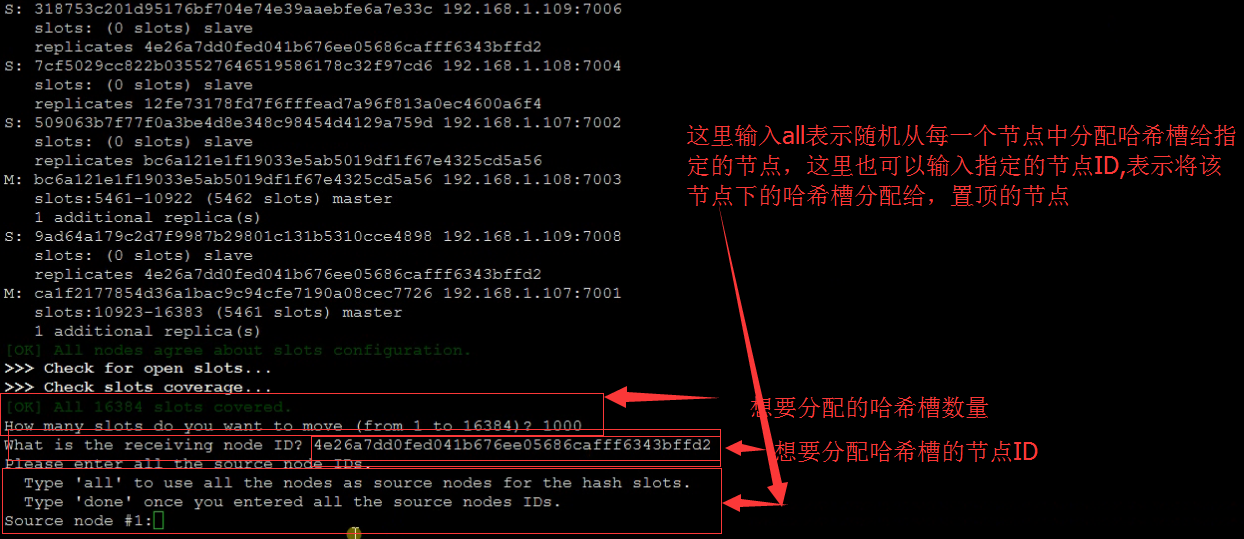 S: 318753c201d95176bf704e74e39aaebfe6a7e33c 192.168.1.109:7006
slots: (0 slots) slave
replicates 4e26a7dd0fed041b676ee05686cafff6343bffd2
S: 7cf5029cc822b035527646519586178c32f97cd6 192.168.1.108:7004
slots: (0 slots) slave
replicates 12fe73178fd7f6fffead7a96f813a0ec4600a6f4
S: 509063b7f77f0a3be4d8e348c98454d4129a759d 192.168.1.107:7002
slots: (0 slots) slave
replicates bc6a121e1f19033e5ab5019df1f67e4325cd5a56
M: bc6a121e1f19033e5ab5019df1f67e4325cd5a56 192.168.1.108:7003
slots:5461-10922 (5462 slots) master
1 additional replica(s)
S: 9ad64a179c2d7f9987b29801c131b5310cce4898 192.168.1.109:7008
slots: (0 slots) slave
replicates 4e26a7dd0fed041b676ee05686cafff6343bffd2
M: ca1f2177854d36a1bac9c94cfe7190a08cec7726 192.168.1.107:7001
slots:10923-16383 (5461 slots) master
1 additional replica(s)
[OK] All nodes agree about slots configuration.
>>> Check for open slots...
>>> Check slots coverage...
[OK] All 16384 slots covered.
How many slots do you want to move (from 1 to 16384)? 1000
What is the receiving node ID? 4e26a7dd0fed041b676ee05686cafff6343bffd2
Please enter all the source node IDs.
Type 'all' to use all the nodes as source nodes for the hash slots.
Type 'done' once you entered all the source nodes IDs.
Source node #1:
这里输入all表示随机从每一个节点中分配哈希槽给指
定的节点，这里也可以输入指定的节点ID,表示将该
节点下的哈希槽分配给，置顶的节点
想要分配的哈希槽数量
想要分配哈希槽的节点ID